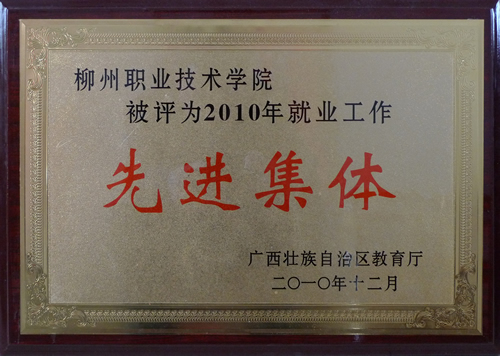 柳州职业技术学院
被评为2010年就业工作
先进集体
广西壮族自治区教育厅
二〇一〇年十二月